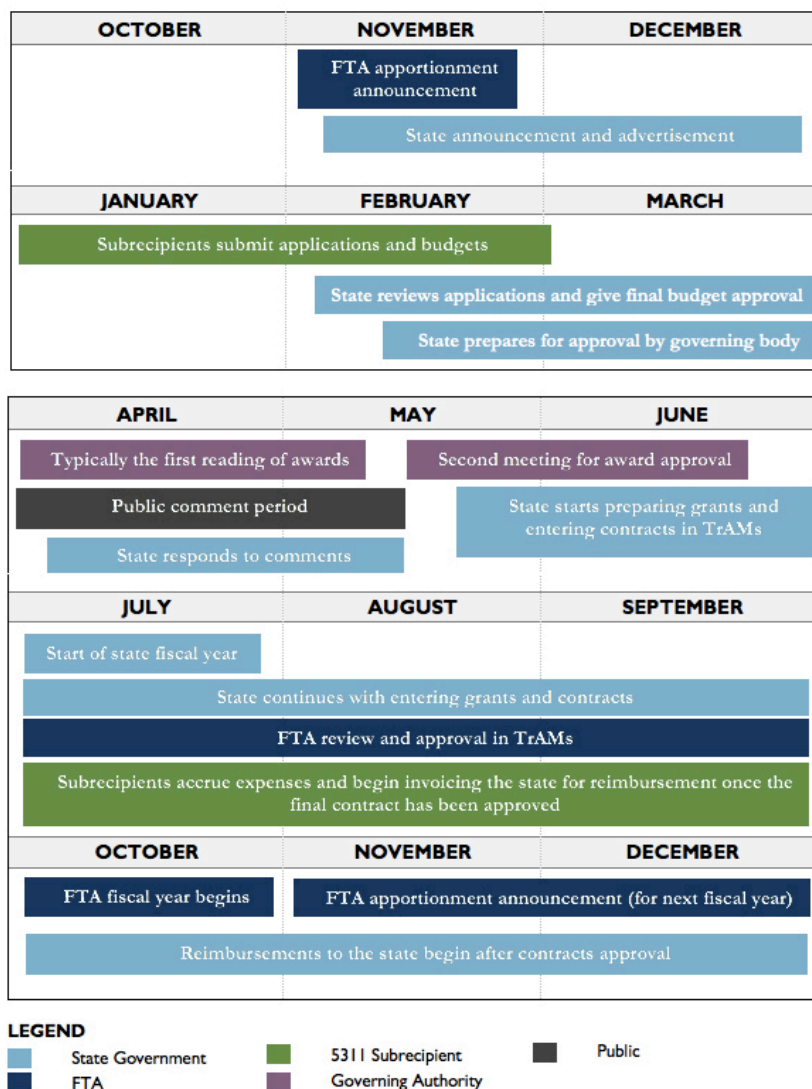 OCTOBER NOVEMBER DECEMBER
FTA apportionment
announcement
State announcement and advertisement
JANUARY FEBRUARY MARCH
Subrecipients submit applications and budgets
State reviews applications and give final budget approval
State prepares for approval by governing body
APRIL MAY JUNE
Typically the first reading of awards Second meeting for award approval
Public comment period
State starts preparing grants and
entering contracts in TrAMs
State responds to comments
JULY AUGUST SEPTEMBER
Start of state fiscal year
State continues with entering grants and contracts
FTA review and approval in TrAMs
Subrecipients accrue expenses and begin invoicing the state for reimbursement once the
final contract has been approved
OCTOBER NOVEMBER DECEMBER
FTA fiscal year begins FTA apportionment announcement (for next fiscal year)
Reimbursements to the state begin after contracts approval
LEGEND
State Government 5311 Subrecipient Public
FTA Governing Authority